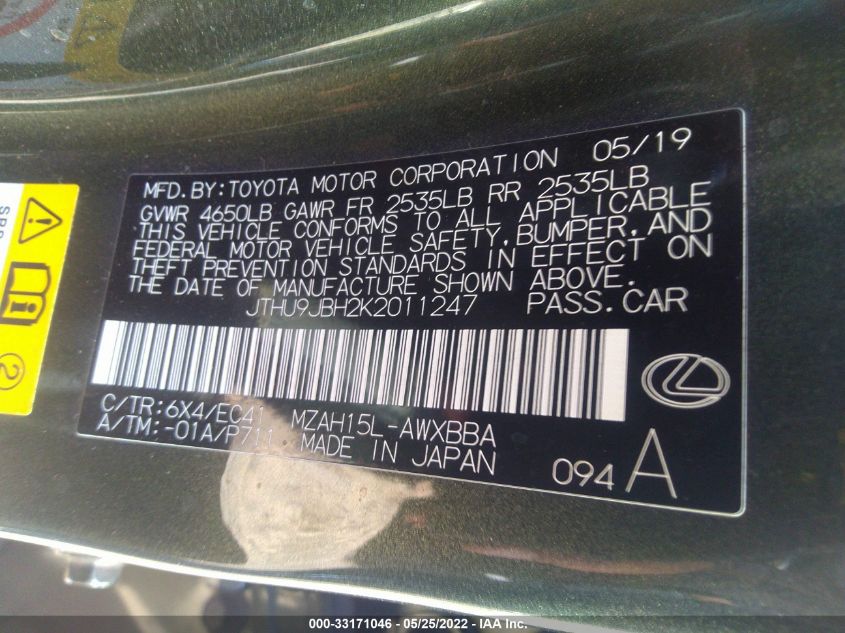 MFD. BY: TOYOTA MOTOR CORPORATION 05/19
GVWR 4650LB GAWR FR 2535LB RR 2535LB
THIS VEHICLE CONFORMS TO ALL APPLICABLE
FEDERAL MOTOR VEHICLE SAFETY, BUMPER, AND
THEFT PREVENTION STANDARDS IN EFFECT ON
THE DATE OF MANUFACTURE SHOWN ABOVE.
JTHU9JBH2K2011247 PASS. CAR
C/TR: 6X4/EC41 MZAH15L-AWXBBA
A/TM: -01A/P711 MADE IN JAPAN
094 A
SRS
2
000-33171046 - 05/25/2022 - IAA Inc.